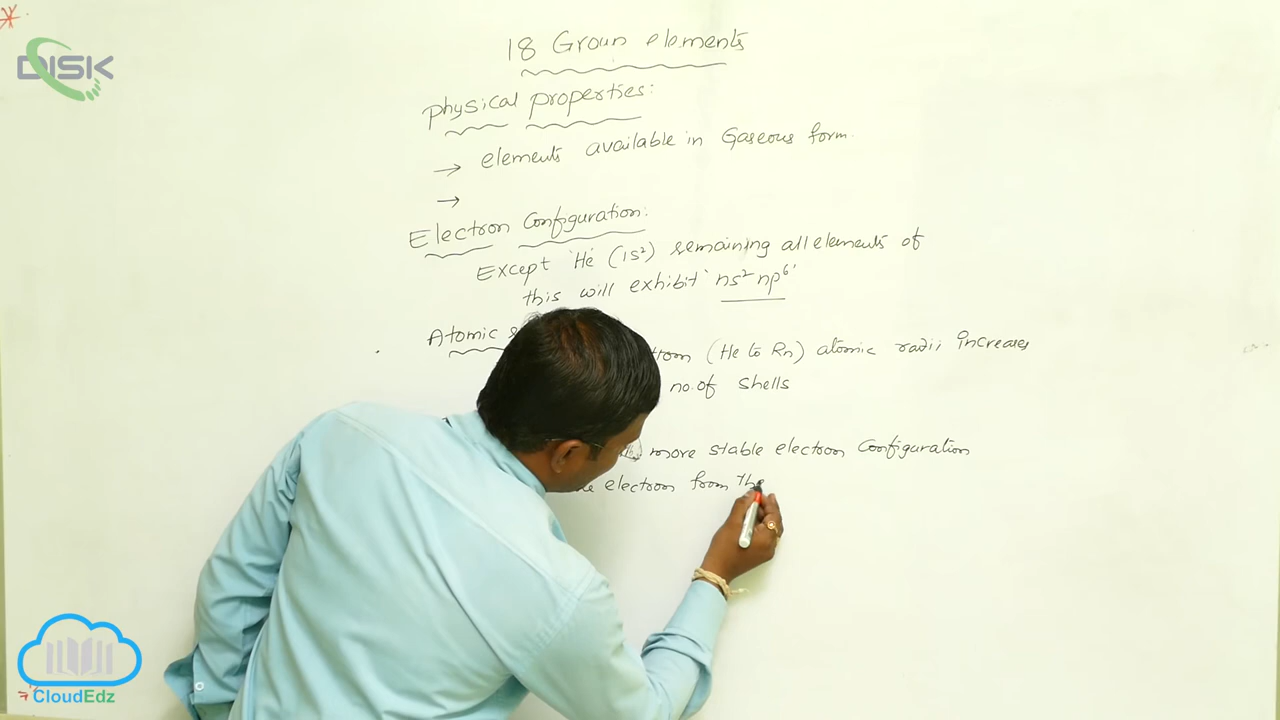 DISK
18 Group elements
physical properties:
→ elements available in Gaseous form.
→
Electron Configuration:
Except 'He' (1s² remaining all elements of
this will exhibit 'ns² np⁶'
Atomic
(He to Rn) atomic radii increases
no. of shells
more stable electron configuration
electron from the
CloudEdz